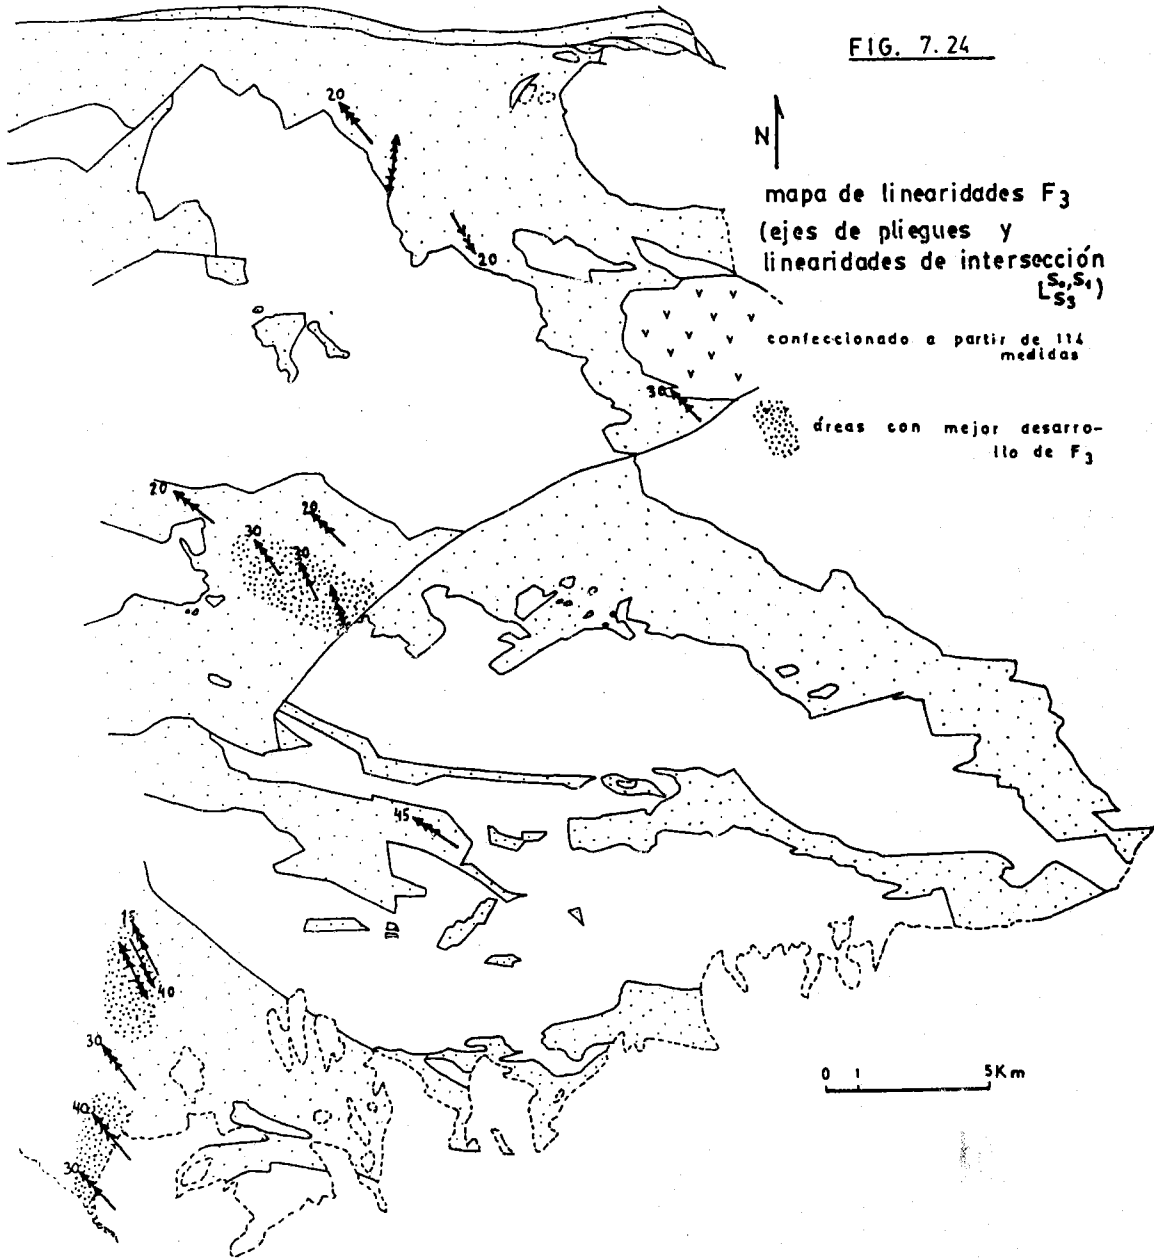 FIG. 7.24
N
mapa de linearidades F3
(ejes de pliegues y
linearidades de intersección
L S₀,S₁ S3)
confeccionado a partir de 114
medidas
áreas con mejor desarro-
llo de F3
20
20
30
20
20
30
30
45
15
40
30
40
30
0 1 5Km